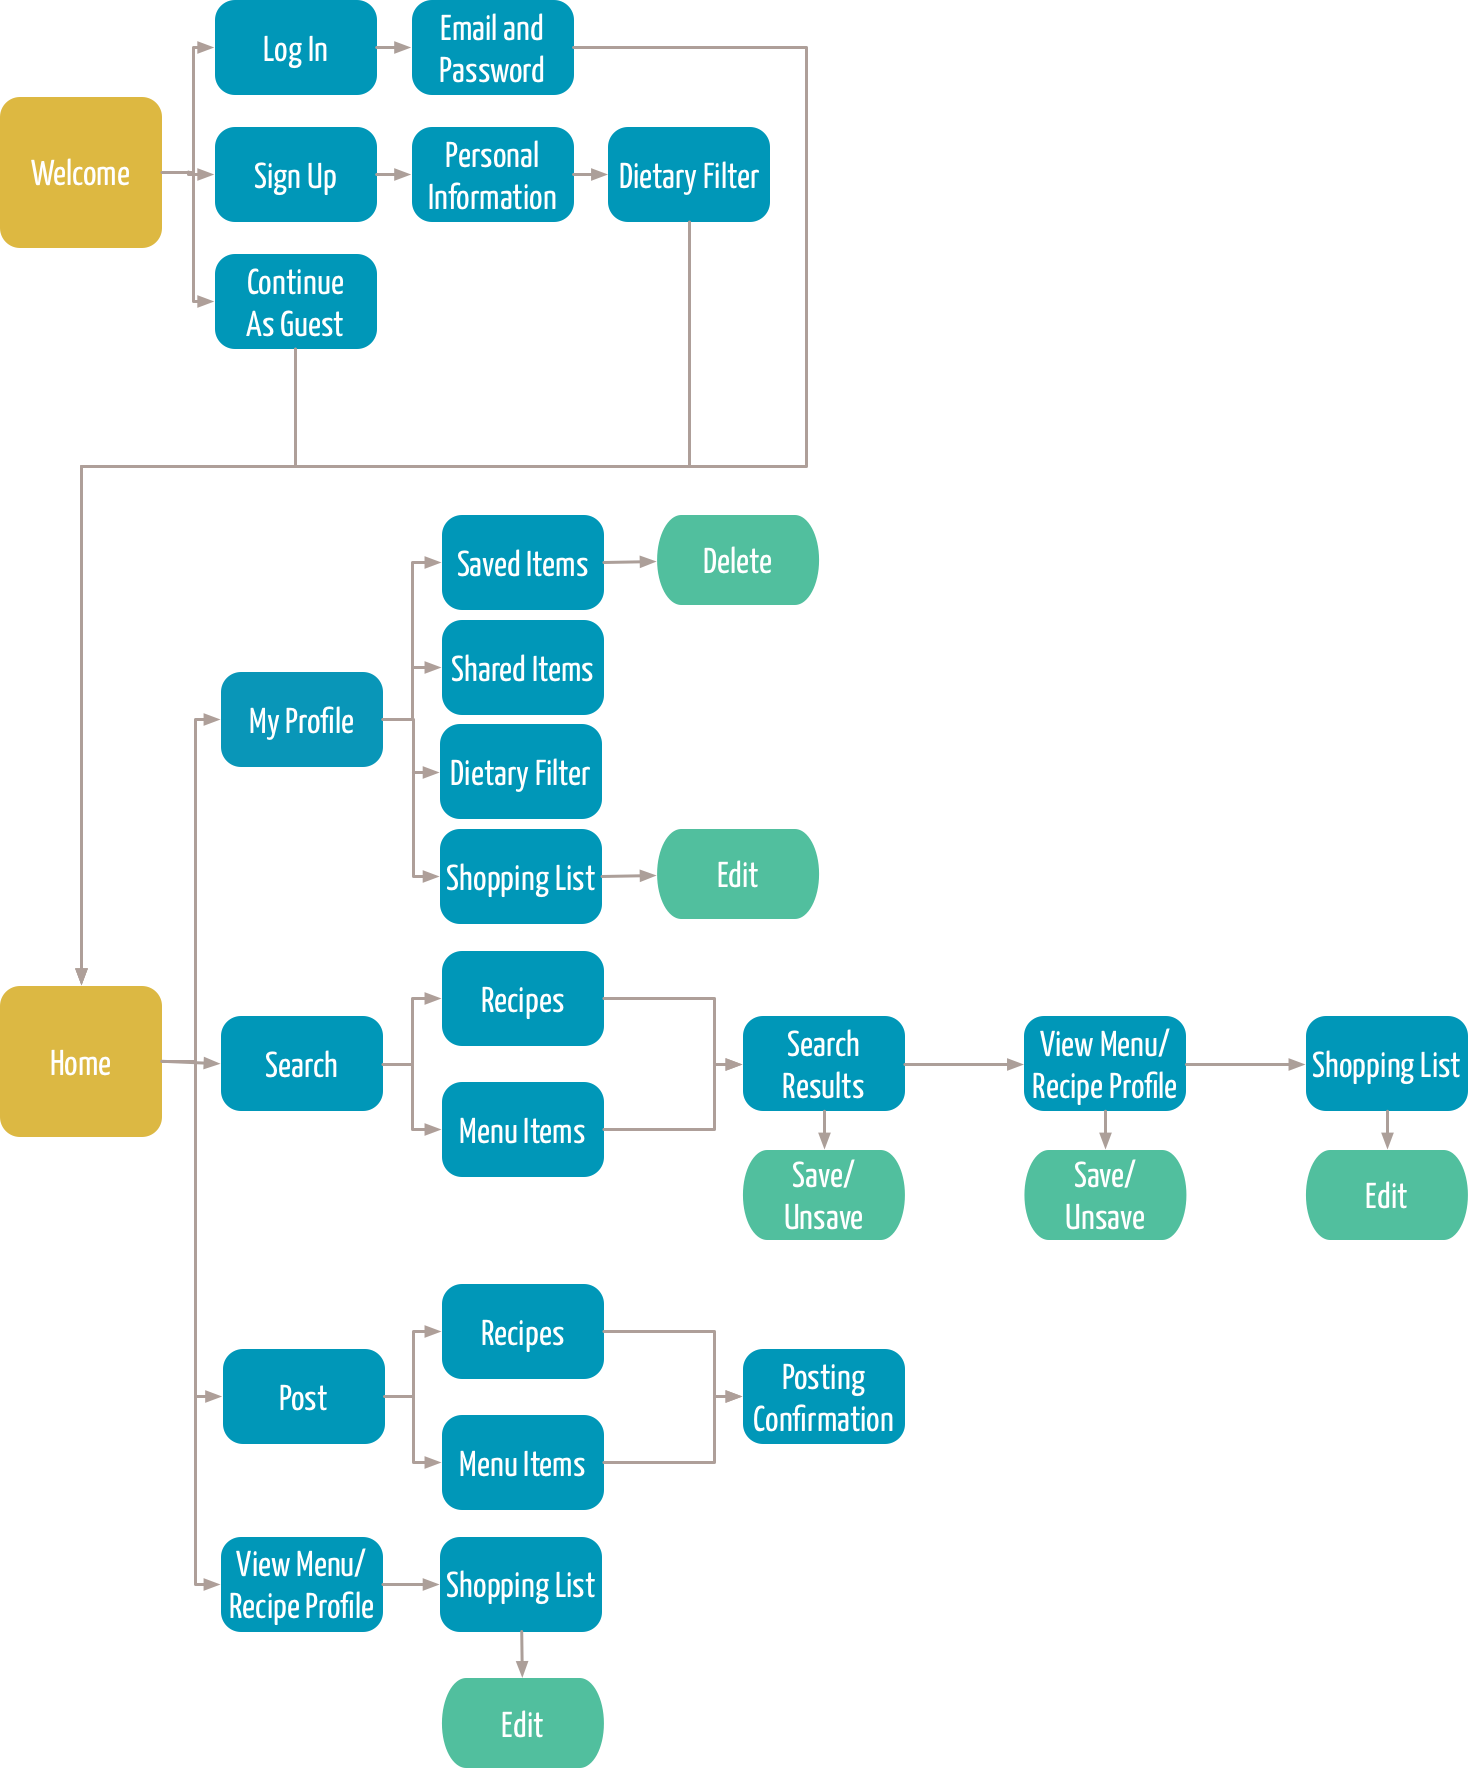 Log In
Email and
Password
Welcome
Sign Up
Personal
Information
Dietary Filter
Continue
As Guest
Saved Items
Delete
Shared Items
My Profile
Dietary Filter
Shopping List
Edit
Recipes
Home
Search
Menu Items
Search
Results
View Menu/
Recipe Profile
Shopping List
Save/
Unsave
Save/
Unsave
Edit
Recipes
Post
Menu Items
Posting
Confirmation
View Menu/
Recipe Profile
Shopping List
Edit